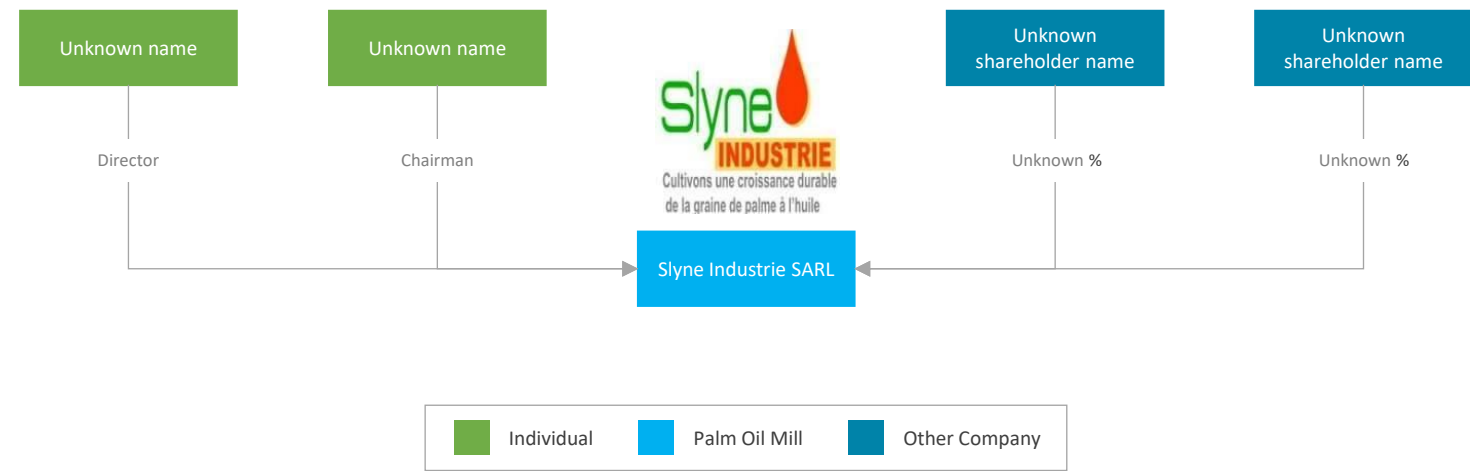 Unknown name
Unknown name
Unknown
shareholder name
Unknown
shareholder name
Slyne
INDUSTRIE
Cultivons une croissance durable
de la graine de palme à l'huile
Director
Chairman
Unknown %
Unknown %
Slyne Industrie SARL
Individual
Palm Oil Mill
Other Company